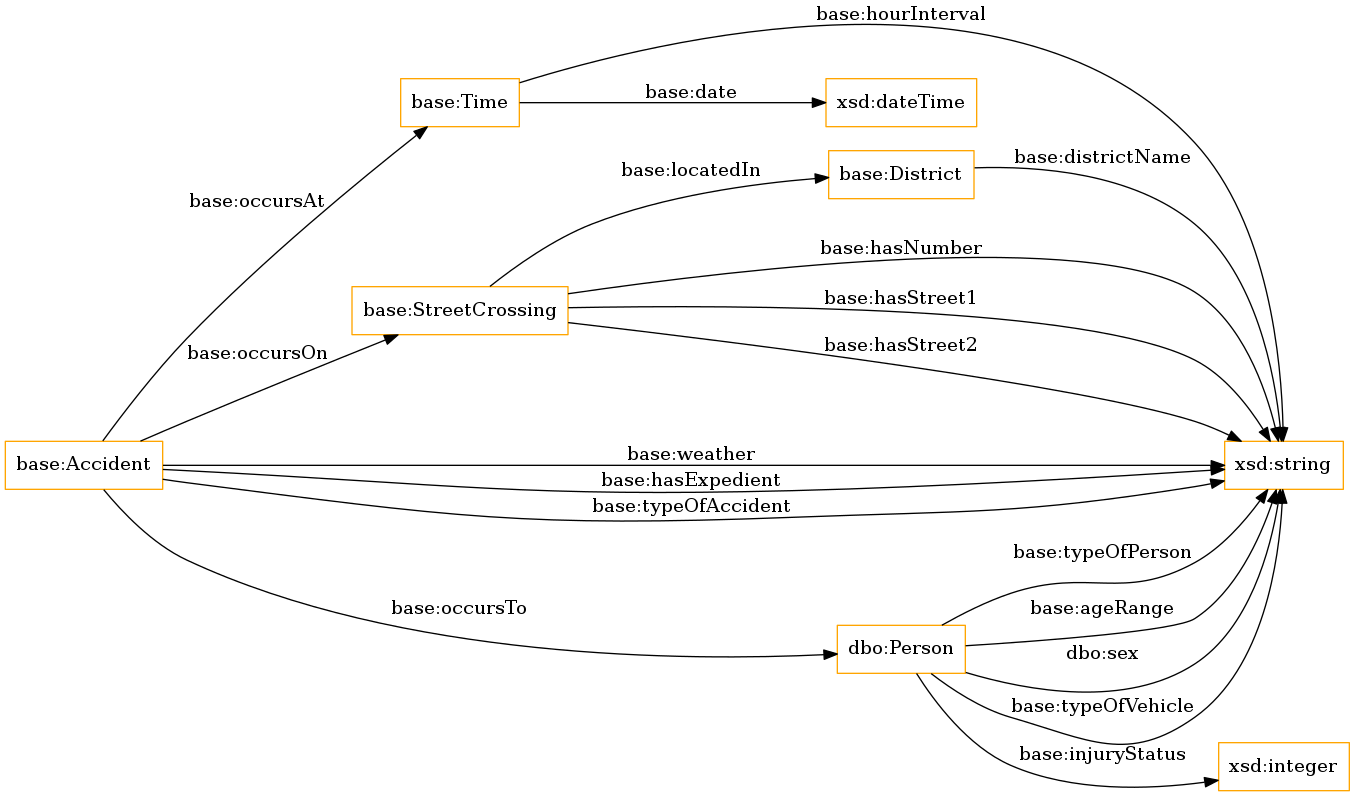 base:hourInterval
base:Time
base:date
xsd:dateTime
base:districtName
base:locatedIn
base:District
base:occursAt
base:hasNumber
base:hasStreet1
base:StreetCrossing
base:hasStreet2
base:occursOn
base:weather
base:Accident
xsd:string
base:hasExpedient
base:typeOfAccident
base:typeOfPerson
base:occursTo
base:ageRange
dbo:Person
dbo:sex
base:typeOfVehicle
base:injuryStatus
xsd:integer